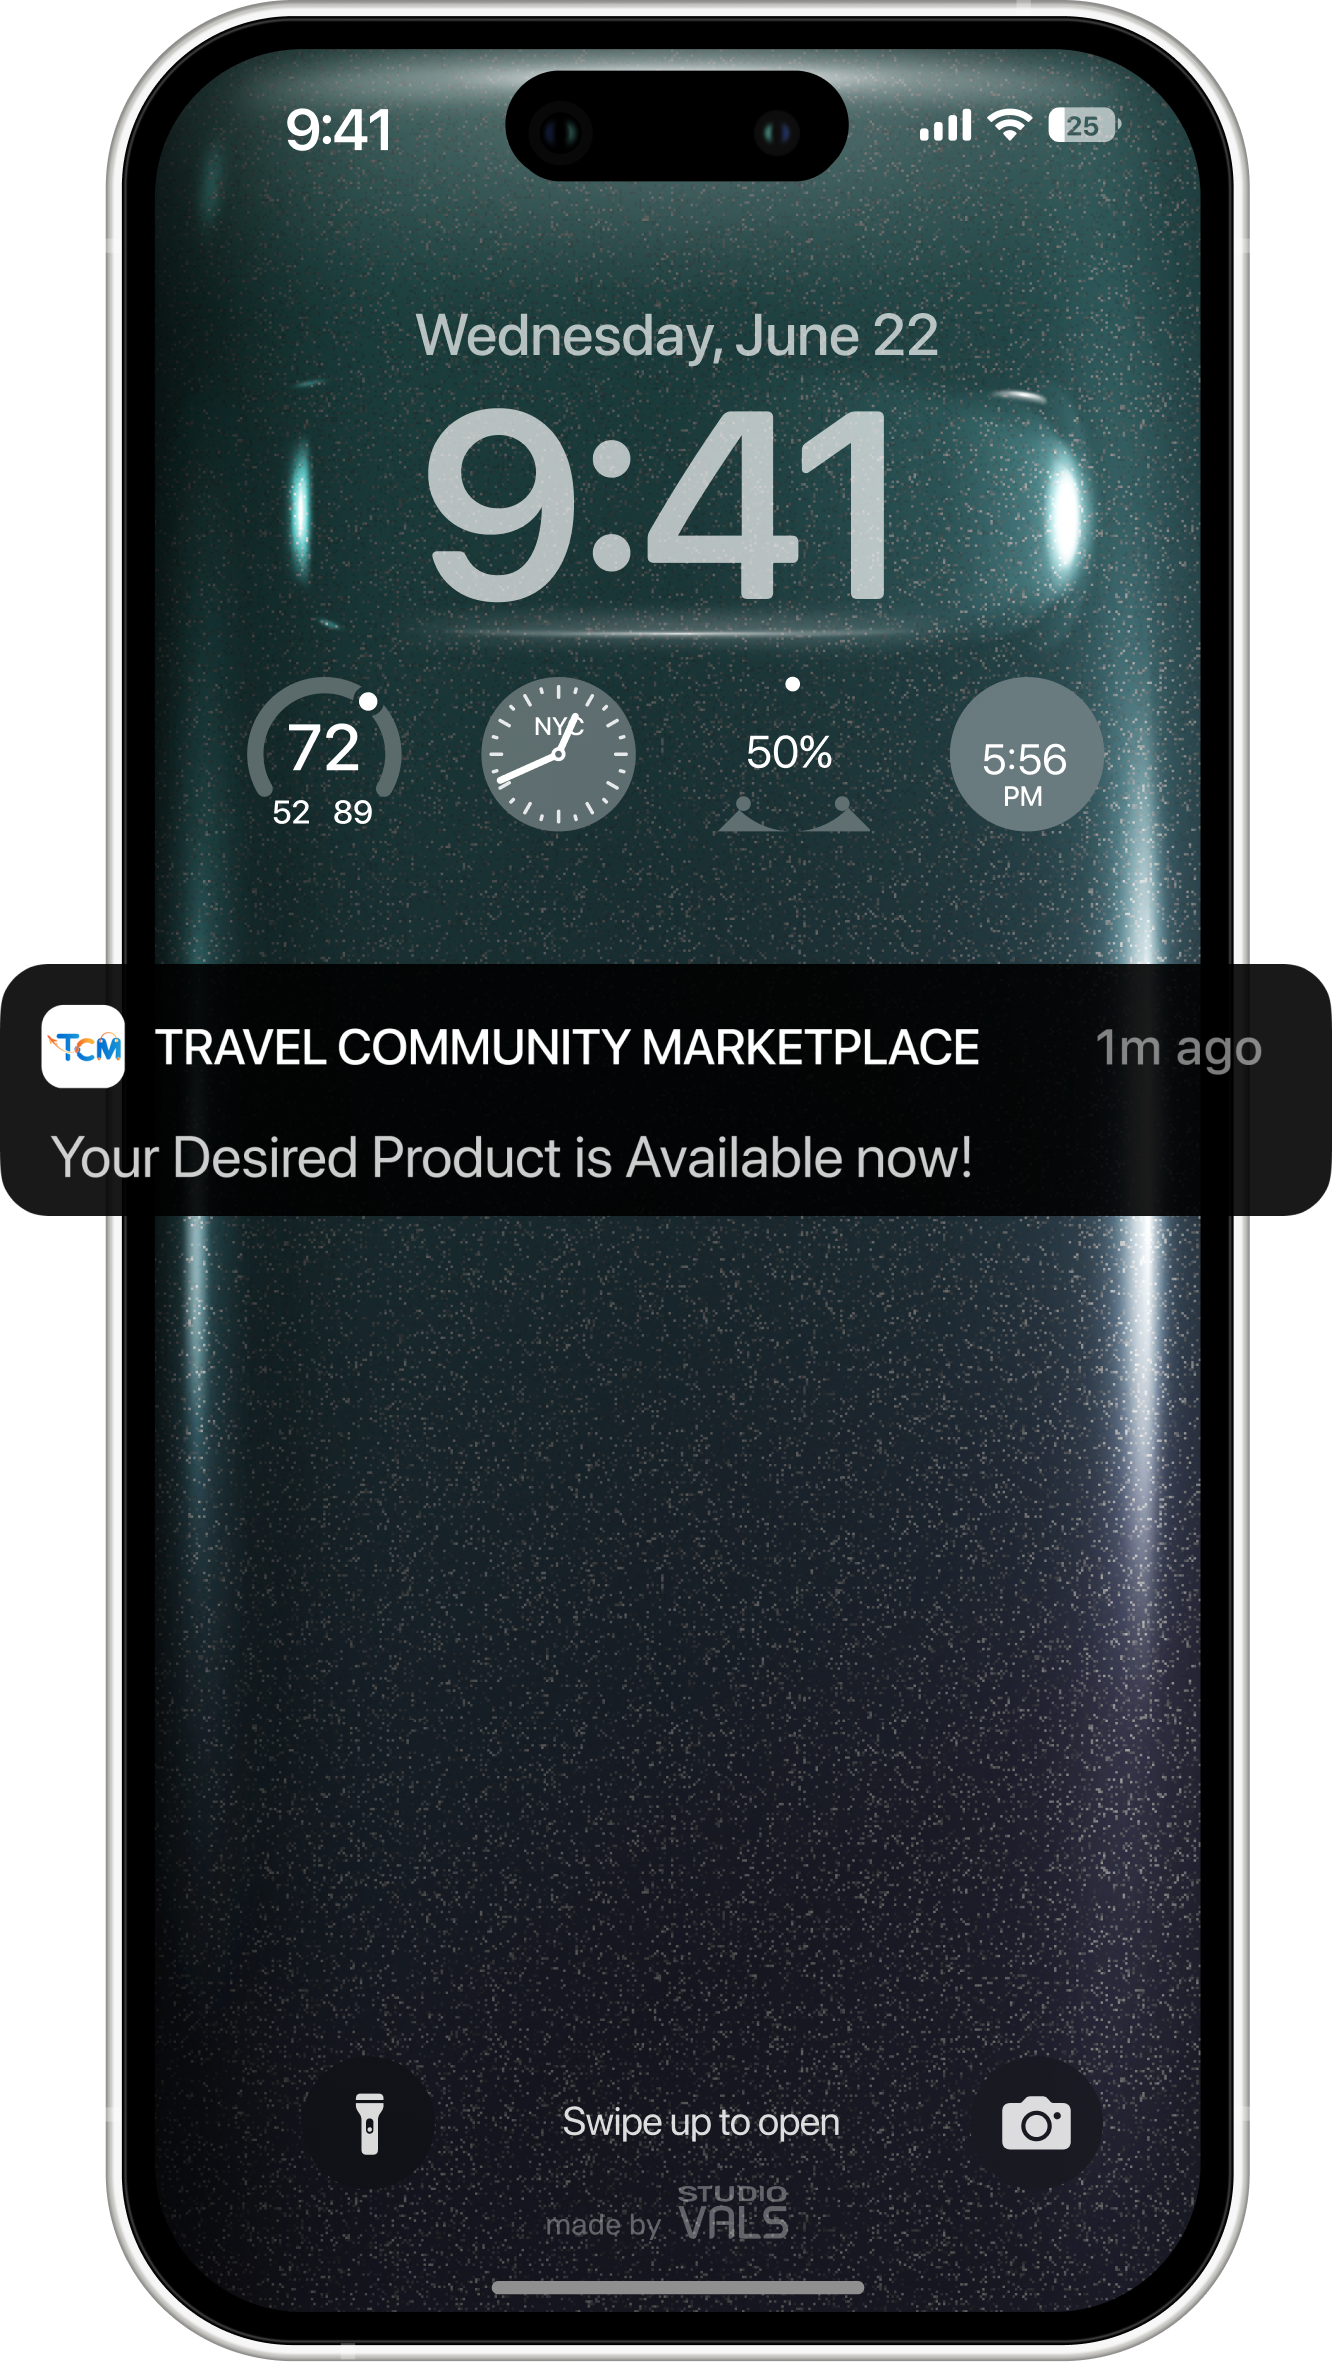 9:41
25
Wednesday, June 22
9:41
72
52 89
NYC
50%
5:56
PM
TCM
TRAVEL COMMUNITY MARKETPLACE
1m ago
Your Desired Product is Available now!
Swipe up to open
made by STUDIO VALS